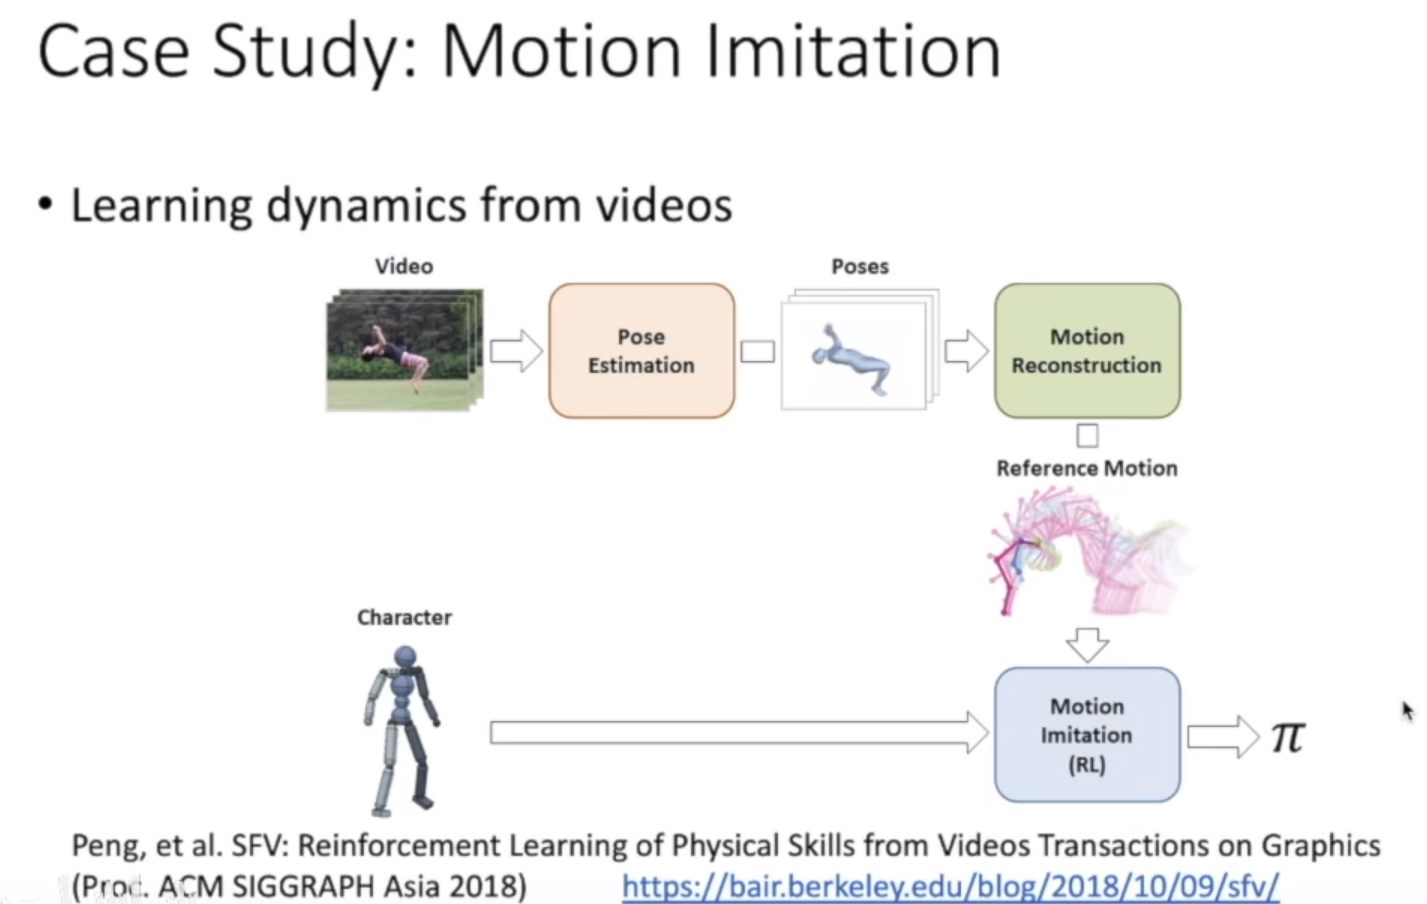 Case Study: Motion Imitation
• Learning dynamics from videos
Video
Poses
Pose
Estimation
Motion
Reconstruction
Reference Motion
Character
Motion
Imitation
(RL)
π
Peng, et al. SFV: Reinforcement Learning of Physical Skills from Videos Transactions on Graphics
(Proc. ACM SIGGRAPH Asia 2018) https://bair.berkeley.edu/blog/2018/10/09/sfv/